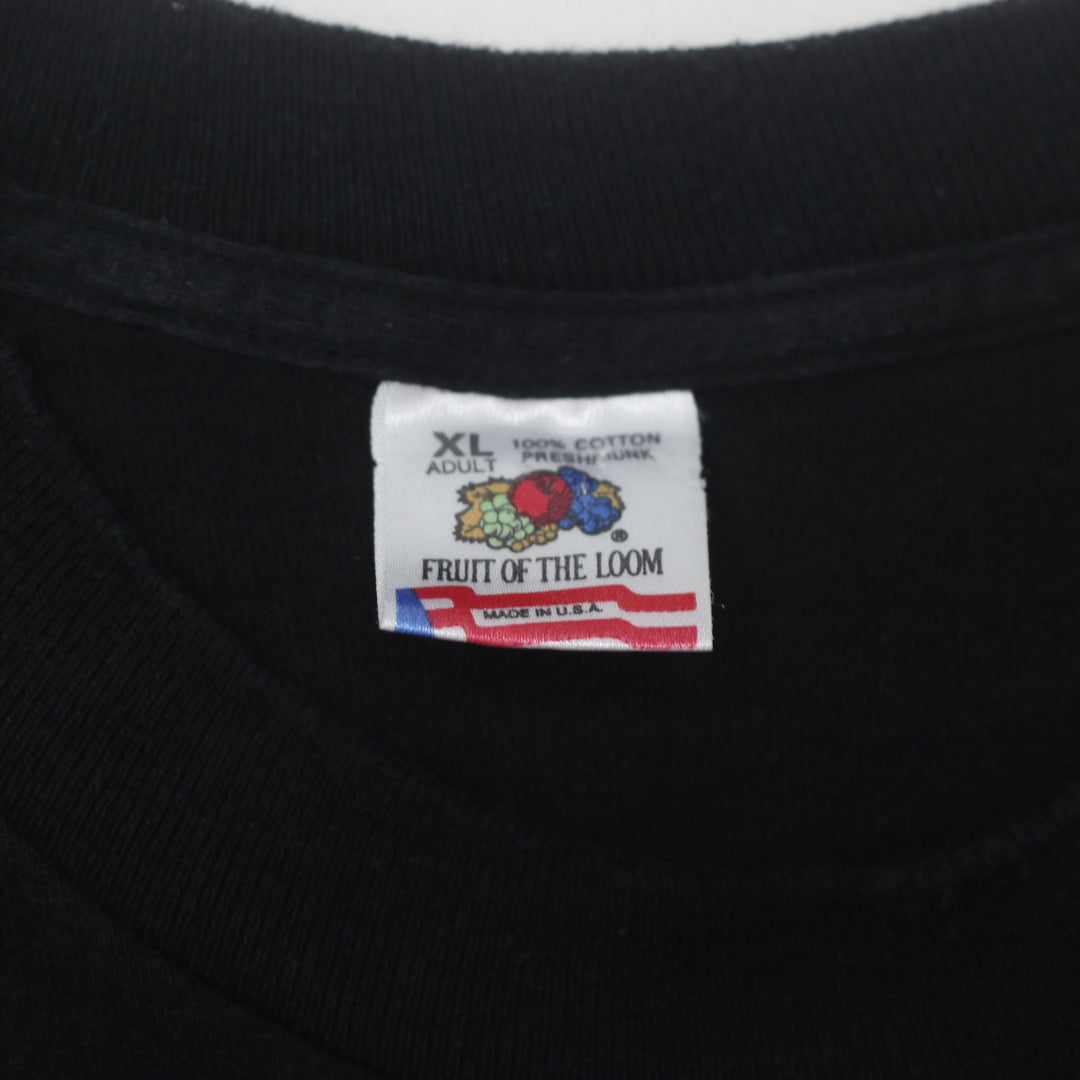 XL 100% COTTON
ADULT PRESHRUNK
®
FRUIT OF THE LOOM
MADE IN U.S.A.